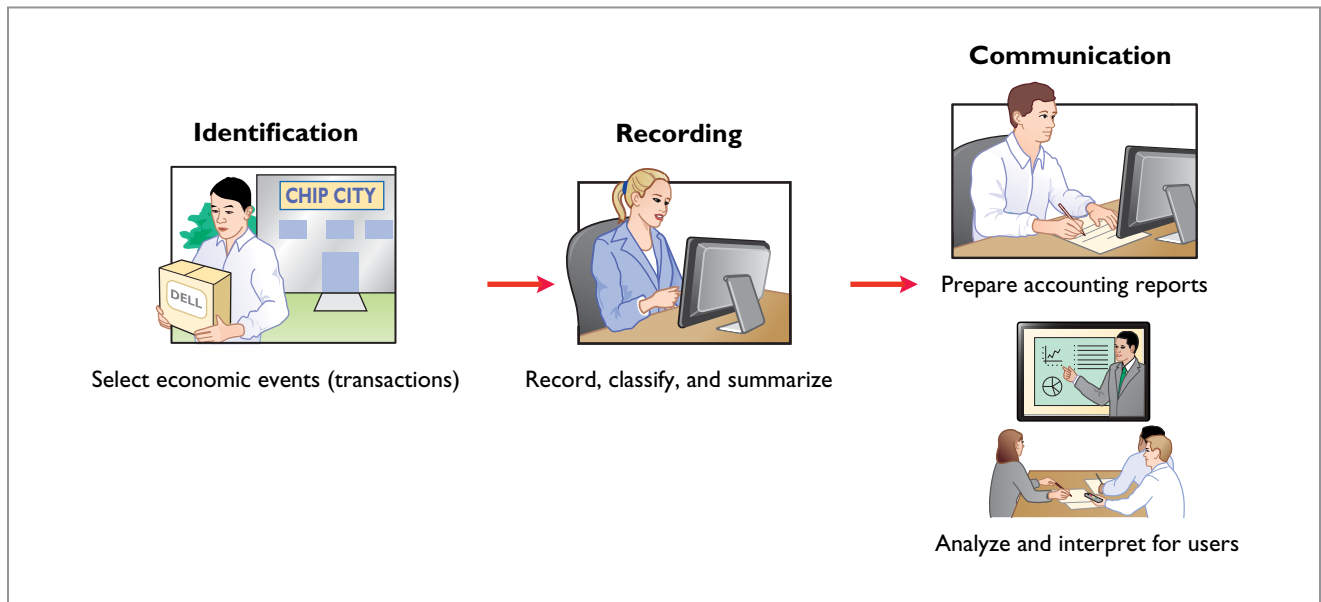 Identification
CHIP CITY
DELL
Select economic events (transactions)
Recording
Record, classify, and summarize
Communication
Prepare accounting reports
Analyze and interpret for users